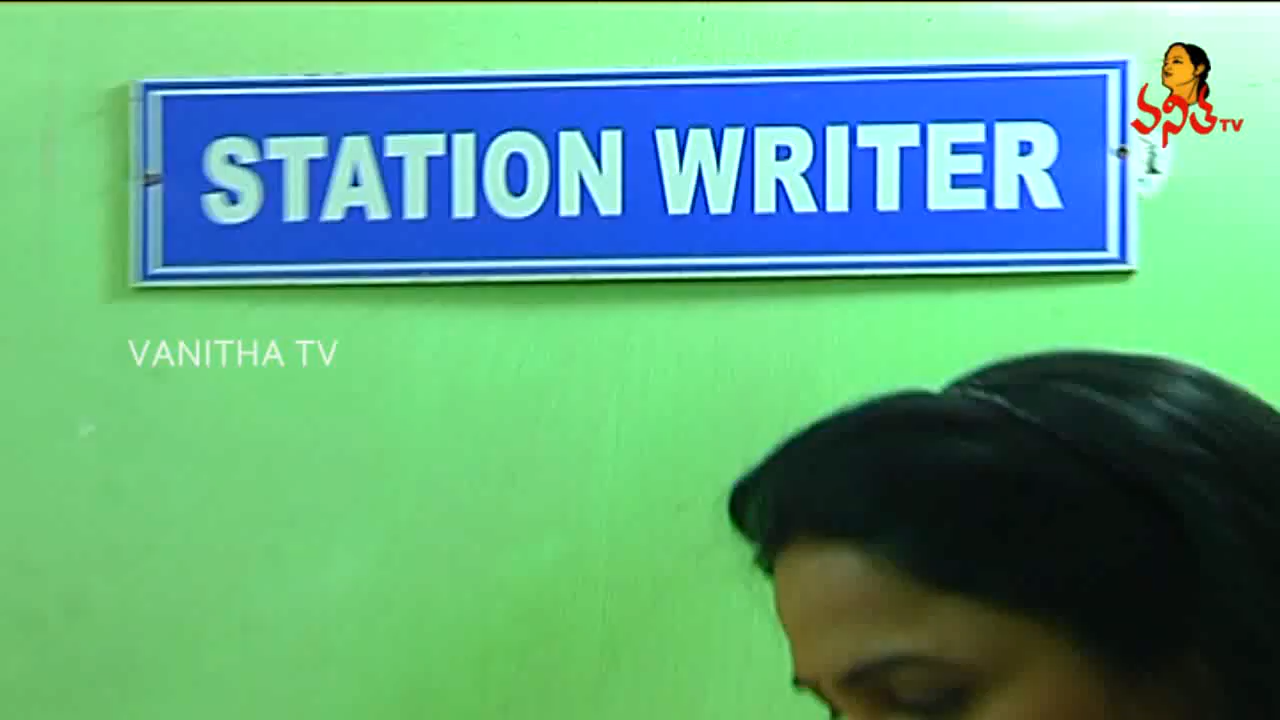 STATION WRITER
వనిత TV
VANITHA TV